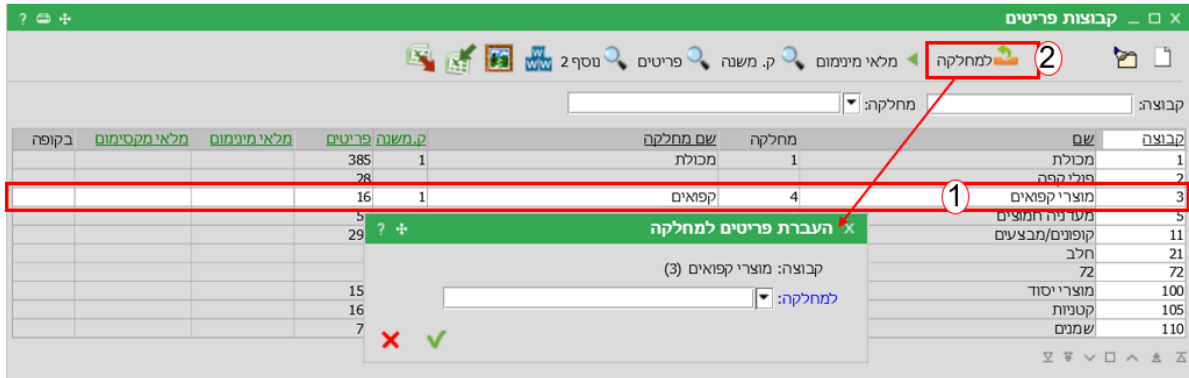 קבוצות פריטים
למחלקה 2 מלאי מינימום ק. משנה פריטים נוסף 2
קבוצה: מחלקה:
קבוצה שם מחלקה שם מחלקה ק.משנה פריטים מלאי מינימום מלאי מקסימום בקופה
1 מכולת 1 מכולת 1 385
2 פולי קפה 28
3 מוצרי קפואים 1 4 קפואים 1 16
5 מעדניה חמוצים 5
11 קופונים/מבצעים 29
21 חלב
72 72
100 מוצרי יסוד 15
105 קטניות 16
110 שמנים 7
העברת פריטים למחלקה ?
קבוצה: מוצרי קפואים (3)
למחלקה: